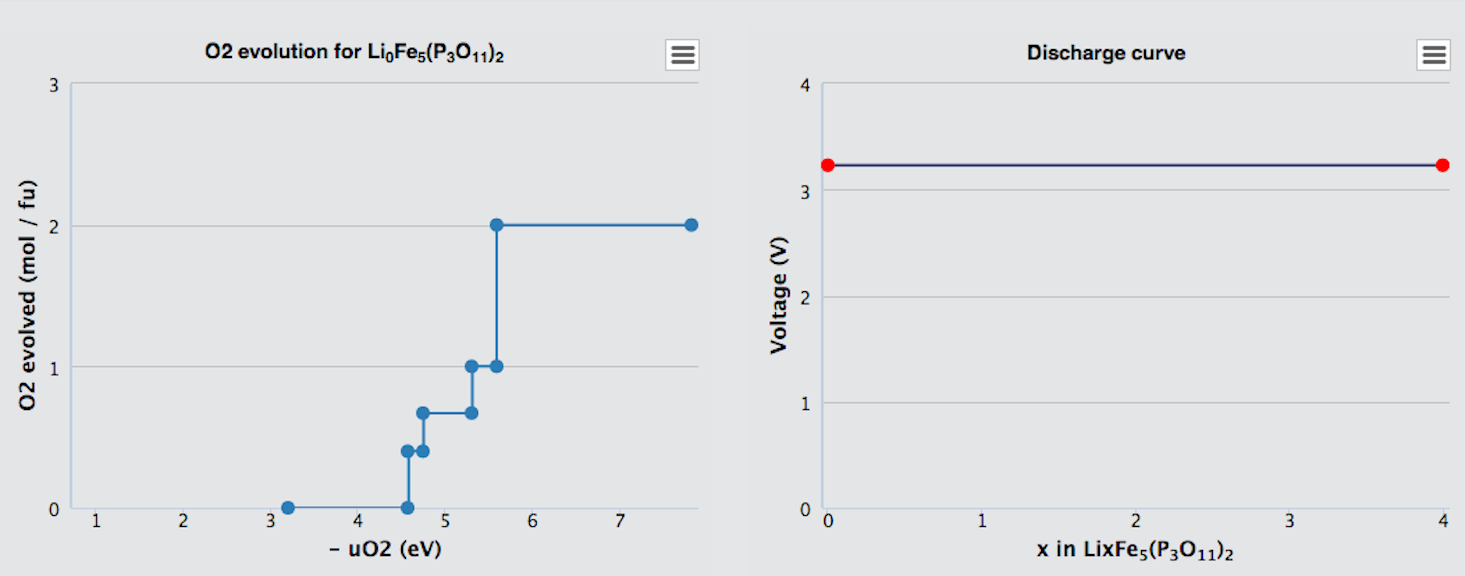 O2 evolution for Li₀Fe₅(P₃O₁₁)₂
3
2
1
0
O2 evolved (mol / fu)
1 2 3 4 5 6 7
– uO2 (eV)
Discharge curve
4
3
2
1
0
Voltage (V)
0 1 2 3 4
x in LixFe₅(P₃O₁₁)₂